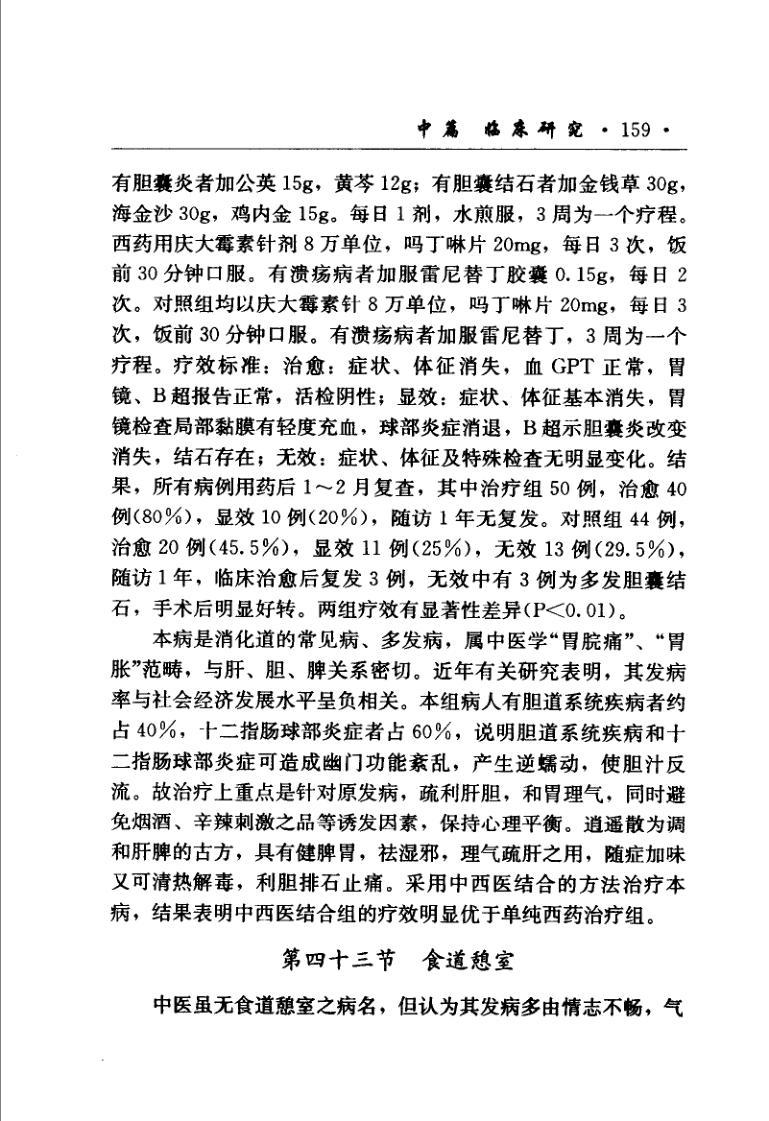 中篇 临床研究 · 159 ·
有胆囊炎者加公英 15g，黄芩 12g；有胆囊结石者加金钱草 30g，
海金沙 30g，鸡内金 15g。每日 1 剂，水煎服，3 周为一个疗程。
西药用庆大霉素针剂 8 万单位，吗丁啉片 20mg，每日 3 次，饭
前 30 分钟口服。有溃疡病者加服雷尼替丁胶囊 0.15g，每日 2
次。对照组均以庆大霉素针 8 万单位，吗丁啉片 20mg，每日 3
次，饭前 30 分钟口服。有溃疡病者加服雷尼替丁，3 周为一个
疗程。疗效标准：治愈：症状、体征消失，血 GPT 正常，胃
镜、B 超报告正常，活检阴性；显效：症状、体征基本消失，胃
镜检查局部黏膜有轻度充血，球部炎症消退，B 超示胆囊炎改变
消失，结石存在；无效：症状、体征及特殊检查无明显变化。结
果，所有病例用药后 1～2 月复查，其中治疗组 50 例，治愈 40
例(80%)，显效 10 例(20%)，随访 1 年无复发。对照组 44 例，
治愈 20 例(45.5%)，显效 11 例(25%)，无效 13 例(29.5%)，
随访 1 年，临床治愈后复发 3 例，无效中有 3 例为多发胆囊结
石，手术后明显好转。两组疗效有显著性差异(P<0.01)。
本病是消化道的常见病、多发病，属中医学“胃脘痛”、“胃
胀”范畴，与肝、胆、脾关系密切。近年有关研究表明，其发病
率与社会经济发展水平呈负相关。本组病人有胆道系统疾病者约
占 40%，十二指肠球部炎症者占 60%，说明胆道系统疾病和十
二指肠球部炎症可造成幽门功能紊乱，产生逆蠕动，使胆汁反
流。故治疗上重点是针对原发病，疏利肝胆，和胃理气，同时避
免烟酒、辛辣刺激之品等诱发因素，保持心理平衡。逍遥散为调
和肝脾的古方，具有健脾胃，祛湿邪，理气疏肝之用，随症加味
又可清热解毒，利胆排石止痛。采用中西医结合的方法治疗本
病，结果表明中西医结合组的疗效明显优于单纯西药治疗组。
第四十三节 食道憩室
中医虽无食道憩室之病名，但认为其发病多由情志不畅，气